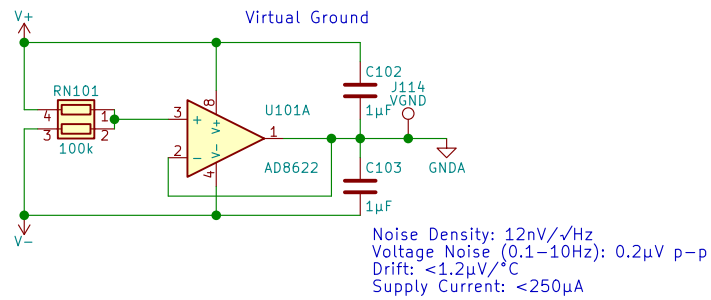 Virtual Ground
V+
RN101
4
1
3
2
100k
3
2
8
V+
+
-
V-
4
1
U101A
AD8622
C102
1µF
J114
VGND
C103
1µF
GNDA
V-
Noise Density: 12nV/√Hz
Voltage Noise (0.1-10Hz): 0.2µV p-p
Drift: <1.2µV/°C
Supply Current: <250µA